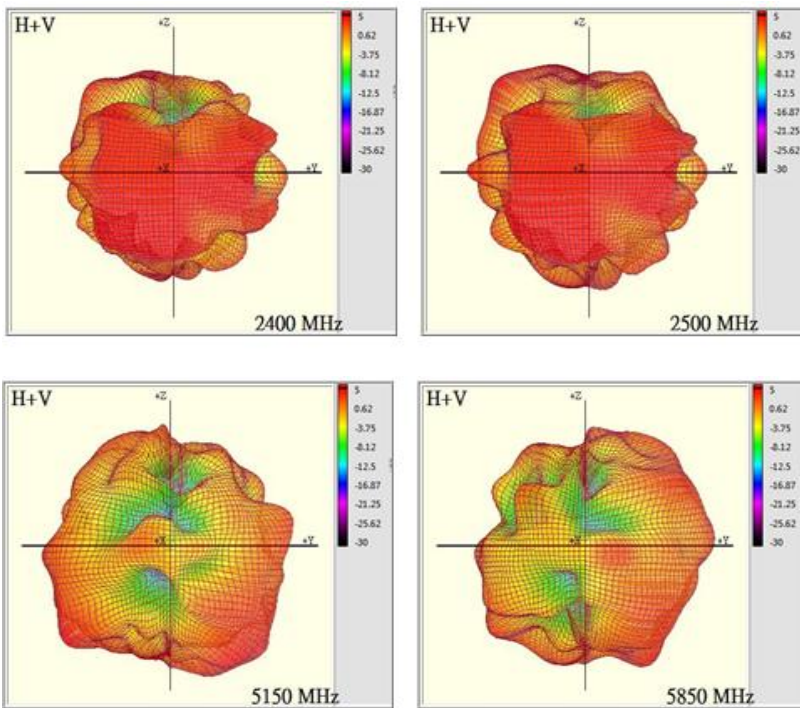 H+V
+Z
5
0.62
-3.75
-8.12
-12.5
-16.87
-21.25
-25.62
-30
+X
+Y
2400 MHz
H+V
+Z
5
0.62
-3.75
-8.12
-12.5
-16.87
-21.25
-25.62
-30
+X
+Y
2500 MHz
H+V
+Z
5
0.62
-3.75
-8.12
-12.5
-16.87
-21.25
-25.62
-30
+X
+Y
5150 MHz
H+V
+Z
5
0.62
-3.75
-8.12
-12.5
-16.87
-21.25
-25.62
-30
+X
+Y
5850 MHz